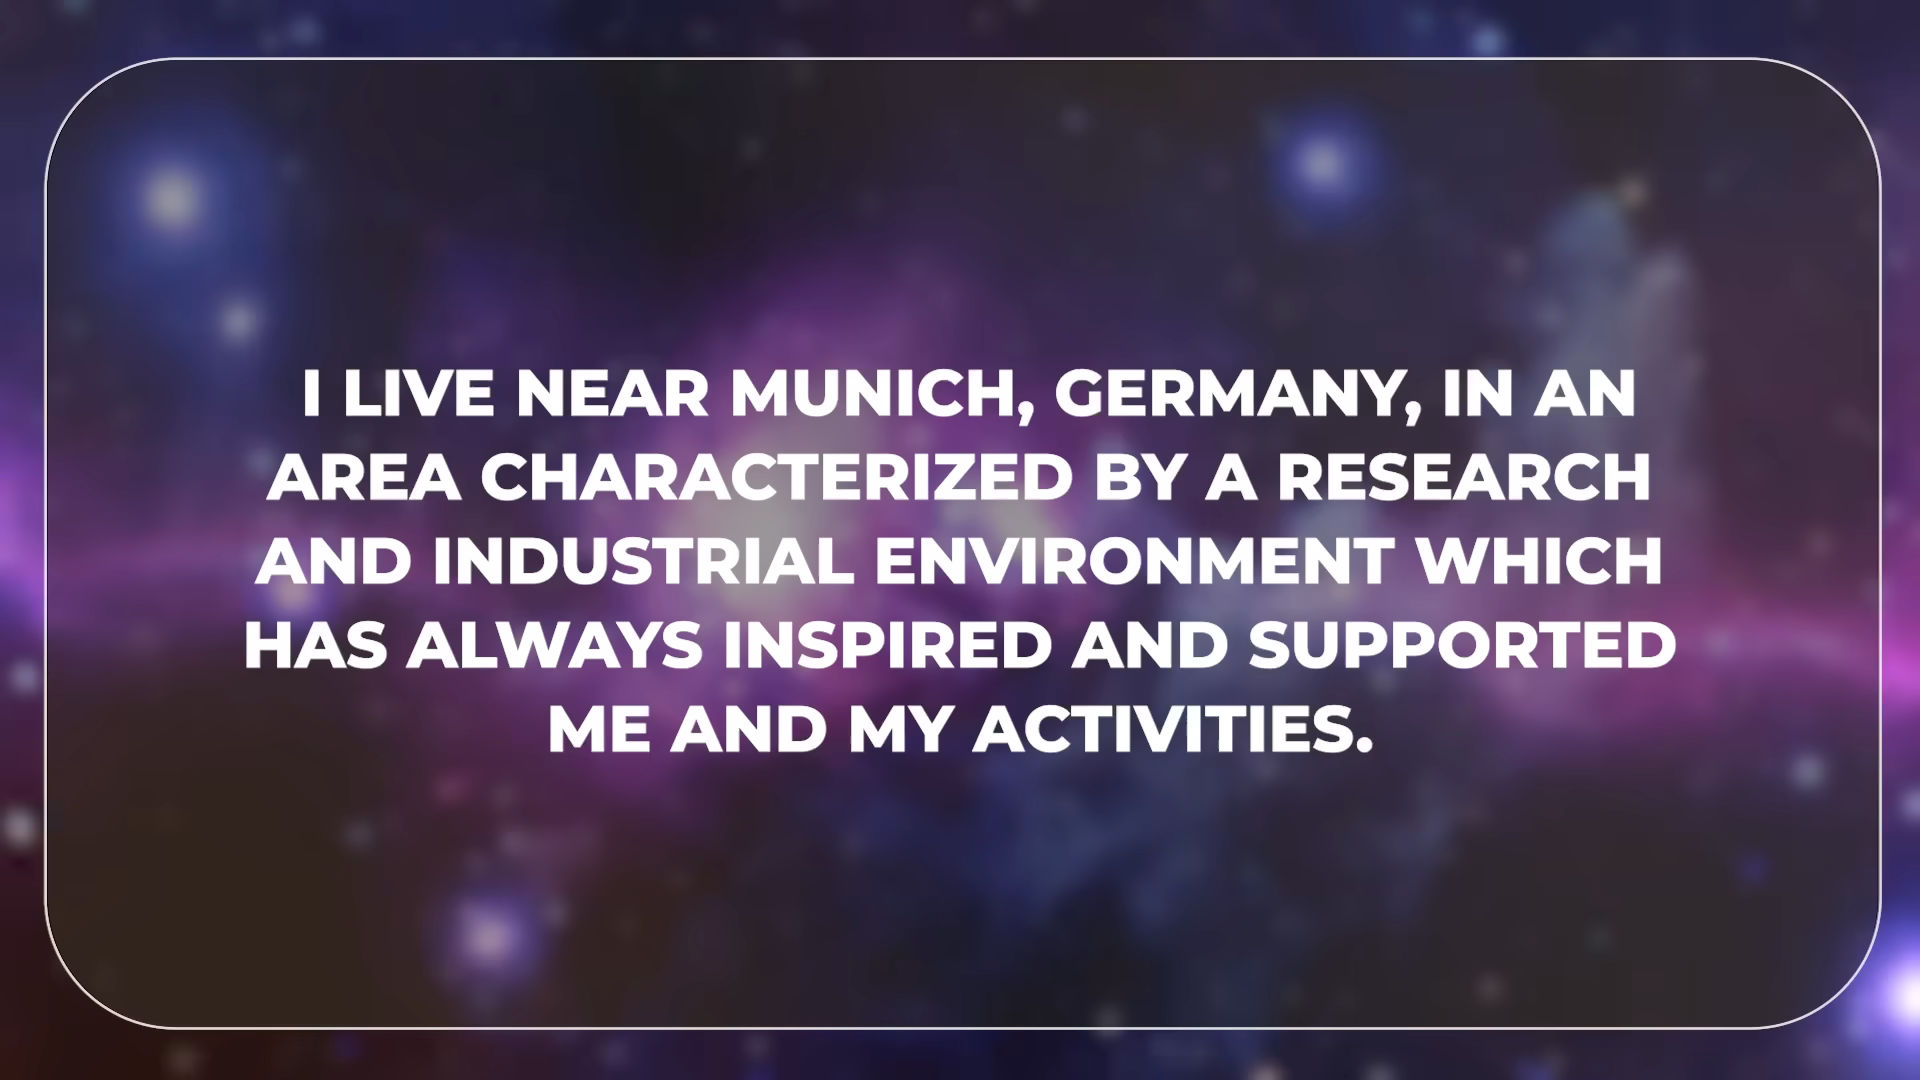 I LIVE NEAR MUNICH, GERMANY, IN AN
AREA CHARACTERIZED BY A RESEARCH
AND INDUSTRIAL ENVIRONMENT WHICH
HAS ALWAYS INSPIRED AND SUPPORTED
ME AND MY ACTIVITIES.